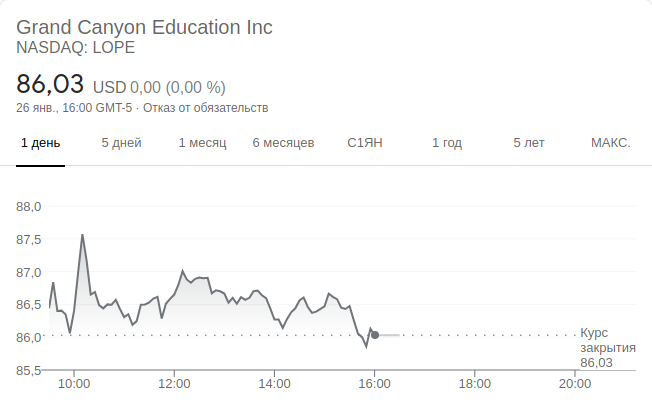 Grand Canyon Education Inc
NASDAQ: LOPE
86,03 USD 0,00 (0,00 %)
26 янв., 16:00 GMT-5 · Отказ от обязательств
1 день 5 дней 1 месяц 6 месяцев С1ЯН 1 год 5 лет МАКС.
88,0
87,5
87,0
86,5
86,0
85,5
Курс
закрытия
86,03
10:00 12:00 14:00 16:00 18:00 20:00